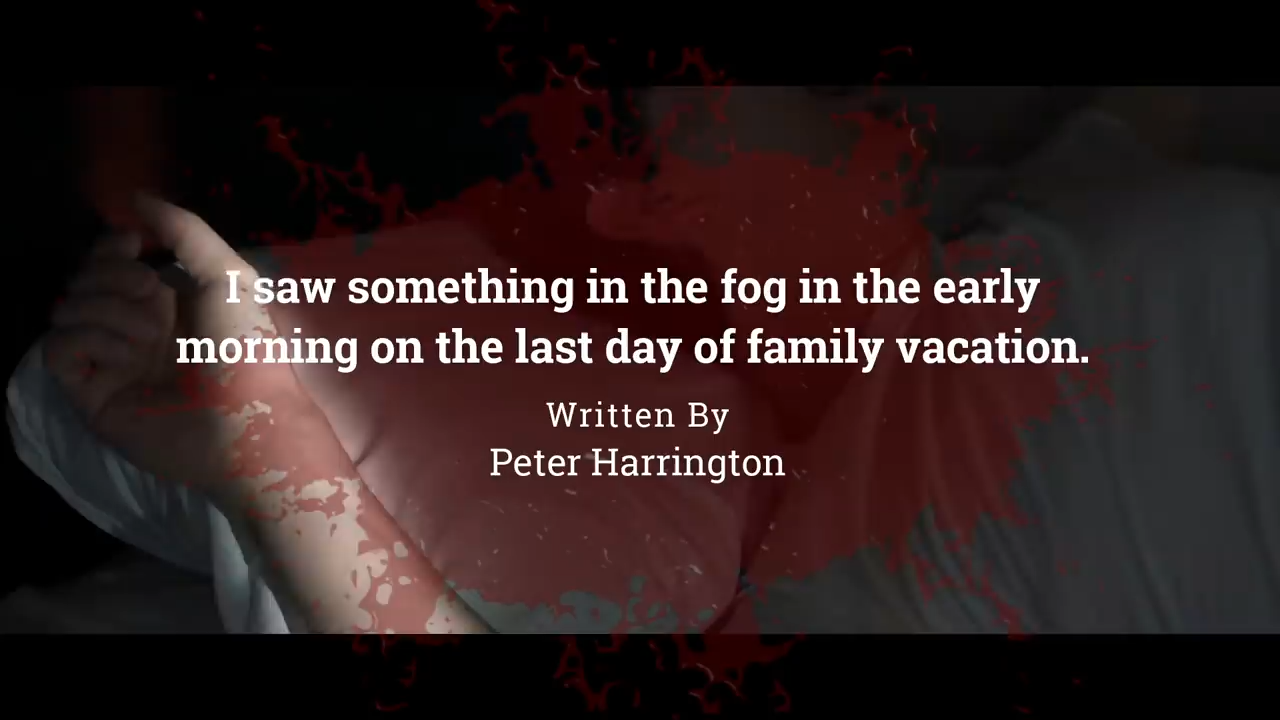 I saw something in the fog in the early
morning on the last day of family vacation.
Written By
Peter Harrington